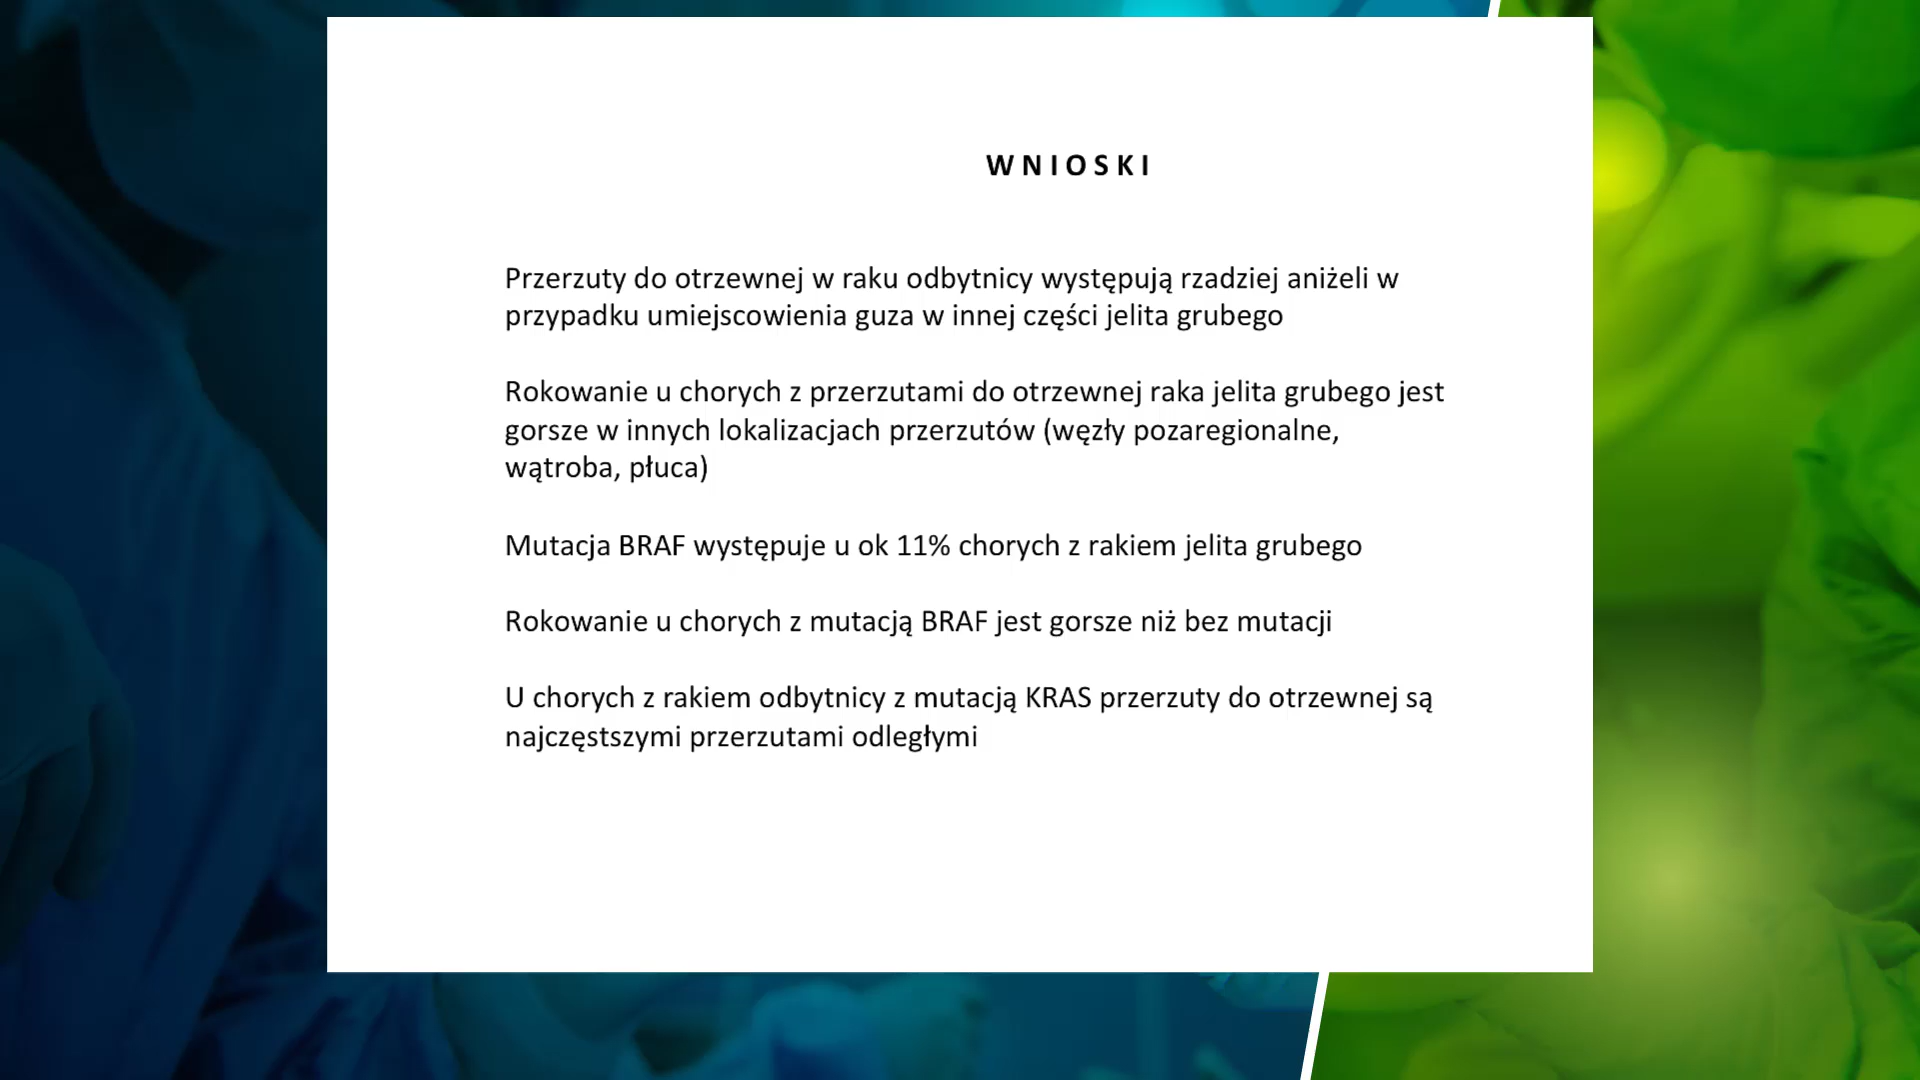 WNIOSKI
Przerzuty do otrzewnej w raku odbytnicy występują rzadziej aniżeli w
przypadku umiejscowienia guza w innej części jelita grubego
Rokowanie u chorych z przerzutami do otrzewnej raka jelita grubego jest
gorsze w innych lokalizacjach przerzutów (węzły pozaregionalne,
wątroba, płuca)
Mutacja BRAF występuje u ok 11% chorych z rakiem jelita grubego
Rokowanie u chorych z mutacją BRAF jest gorsze niż bez mutacji
U chorych z rakiem odbytnicy z mutacją KRAS przerzuty do otrzewnej są
najczęstszymi przerzutami odległymi